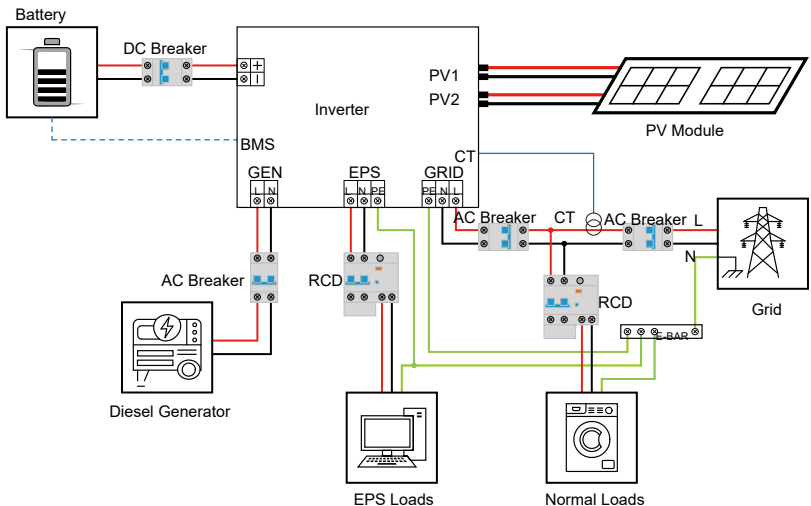 Battery
DC Breaker
+
PV1
PV2
Inverter
PV Module
BMS
CT
GEN
EPS
GRID
L N
L N PE
PE N L
AC Breaker
CT
AC Breaker
L
N
AC Breaker
RCD
RCD
Grid
E-BAR
Diesel Generator
EPS Loads
Normal Loads